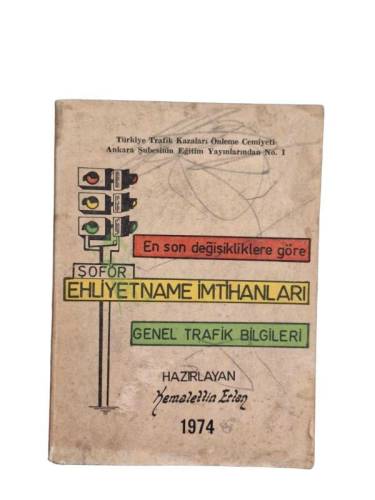 Türkiye Trafik Kazaları Önleme Cemiyeti
Ankara Şubesinin Eğitim Yayınlarından No. 1
En son değişikliklere göre
ŞOFÖR
EHLİYETNAME İMTİHANLARI
GENEL TRAFİK BİLGİLERİ
HAZIRLAYAN
Kemalettin Erten
1974